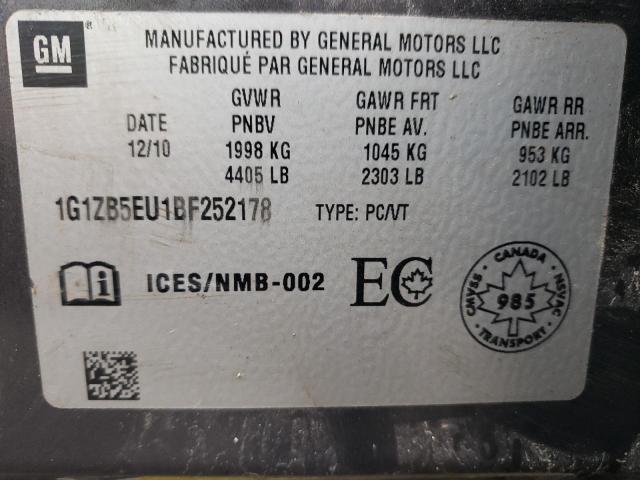 GM
MANUFACTURED BY GENERAL MOTORS LLC
FABRIQUÉ PAR GENERAL MOTORS LLC
GVWR GAWR FRT GAWR RR
DATE PNBV PNBE AV. PNBE ARR.
12/10 1998 KG 1045 KG 953 KG
4405 LB 2303 LB 2102 LB
1G1ZB5EU1BF252178 TYPE: PC/VT
i ICES/NMB-002 EC
CANADA
CMVSS 985 NSVAC
TRANSPORT